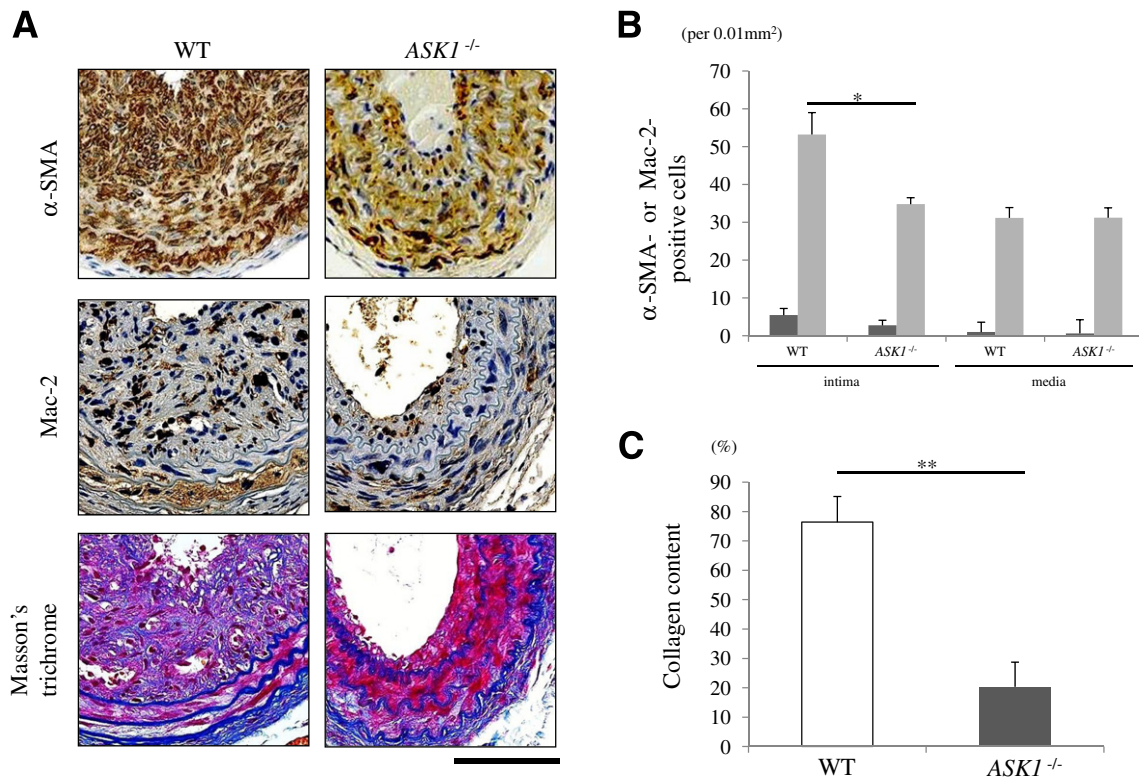 A
WT
ASK1 -/-
α-SMA
Mac-2
Masson's
trichrome
B
(per 0.01mm²)
α-SMA- or Mac-2-
positive cells
70
60
50
40
30
20
10
0
*
WT
ASK1 -/-
WT
ASK1 -/-
intima
media
C
(%)
Collagen content
90
80
70
60
50
40
30
20
10
0
**
WT
ASK1 -/-